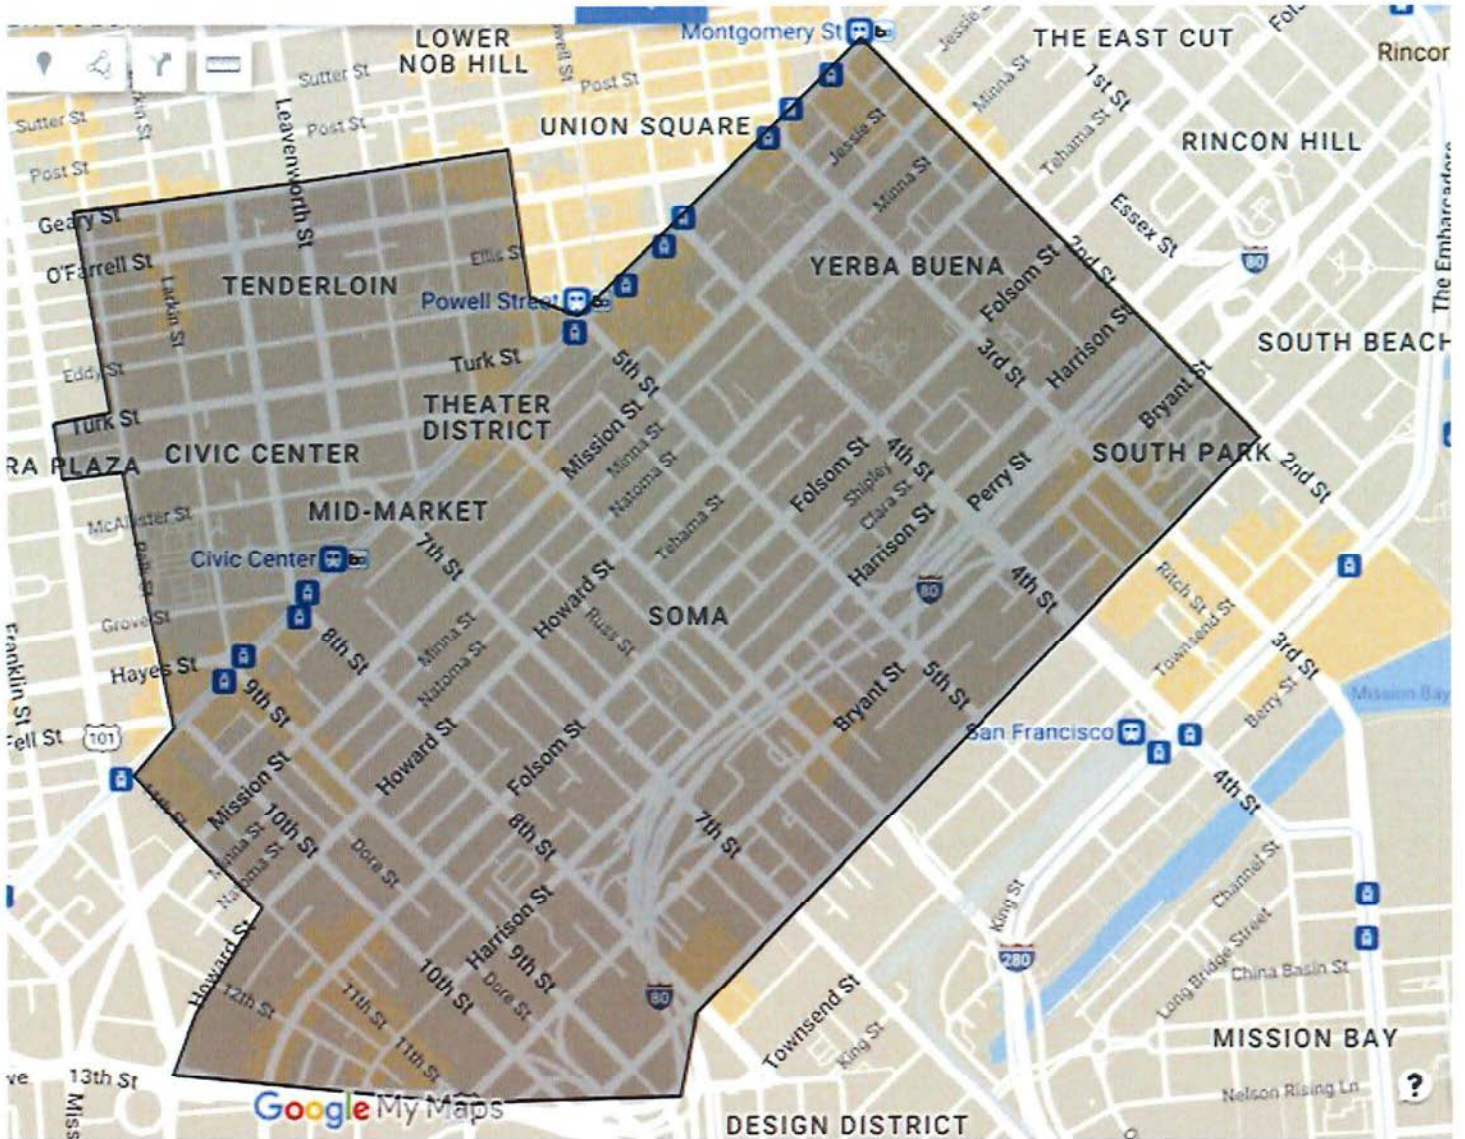 Montgomery St
LOWER
NOB HILL
THE EAST CUT
Rincor
Jessie S
Sutter St
Post St
Minna St
1st St
Sutter St
Post St
Leavenworth St
UNION SQUARE
Tehama St
RINCON HILL
Jessie St
Post St
Minna St
Essex St
The Embarcadero
Geary St
O'Farrell St
Ellis St
YERBA BUENA
2nd St
80
Larkin St
TENDERLOIN
Powell Street
Folsom St
Harrison St
SOUTH BEACH
Eddy St
Turk St
5th St
3rd St
Bryant St
THEATER
DISTRICT
Turk St
Mission St
Minna St
Natoma St
RA PLAZA
CIVIC CENTER
Folsom St
4th St
Shipley
Clara St
Perry St
SOUTH PARK
2nd St
McAllister St
MID-MARKET
Tehama St
Harrison St
Civic Center
7th St
Howard St
80
4th St
Ritch St
Townsend St
Grove St
SOMA
Russ St
Minna St
Natoma St
8th St
Franklin St
Hayes St
9th St
Bryant St
5th St
3rd St
Berry St
Mission Bay
Fell St
101
San Francisco
Howard St
Folsom St
Mission St
10th St
Natoma St
8th St
7th St
4th St
Dore St
Channel St
Harrison St
9th St
King St
Howard St
10th St
Dore St
280
Long Bridge Street
China Basin St
12th St
11th St
80
Townsend St
King St
11th St
MISSION BAY
13th St
Miss
Google My Maps
Nelson Rising Ln
?
DESIGN DISTRICT